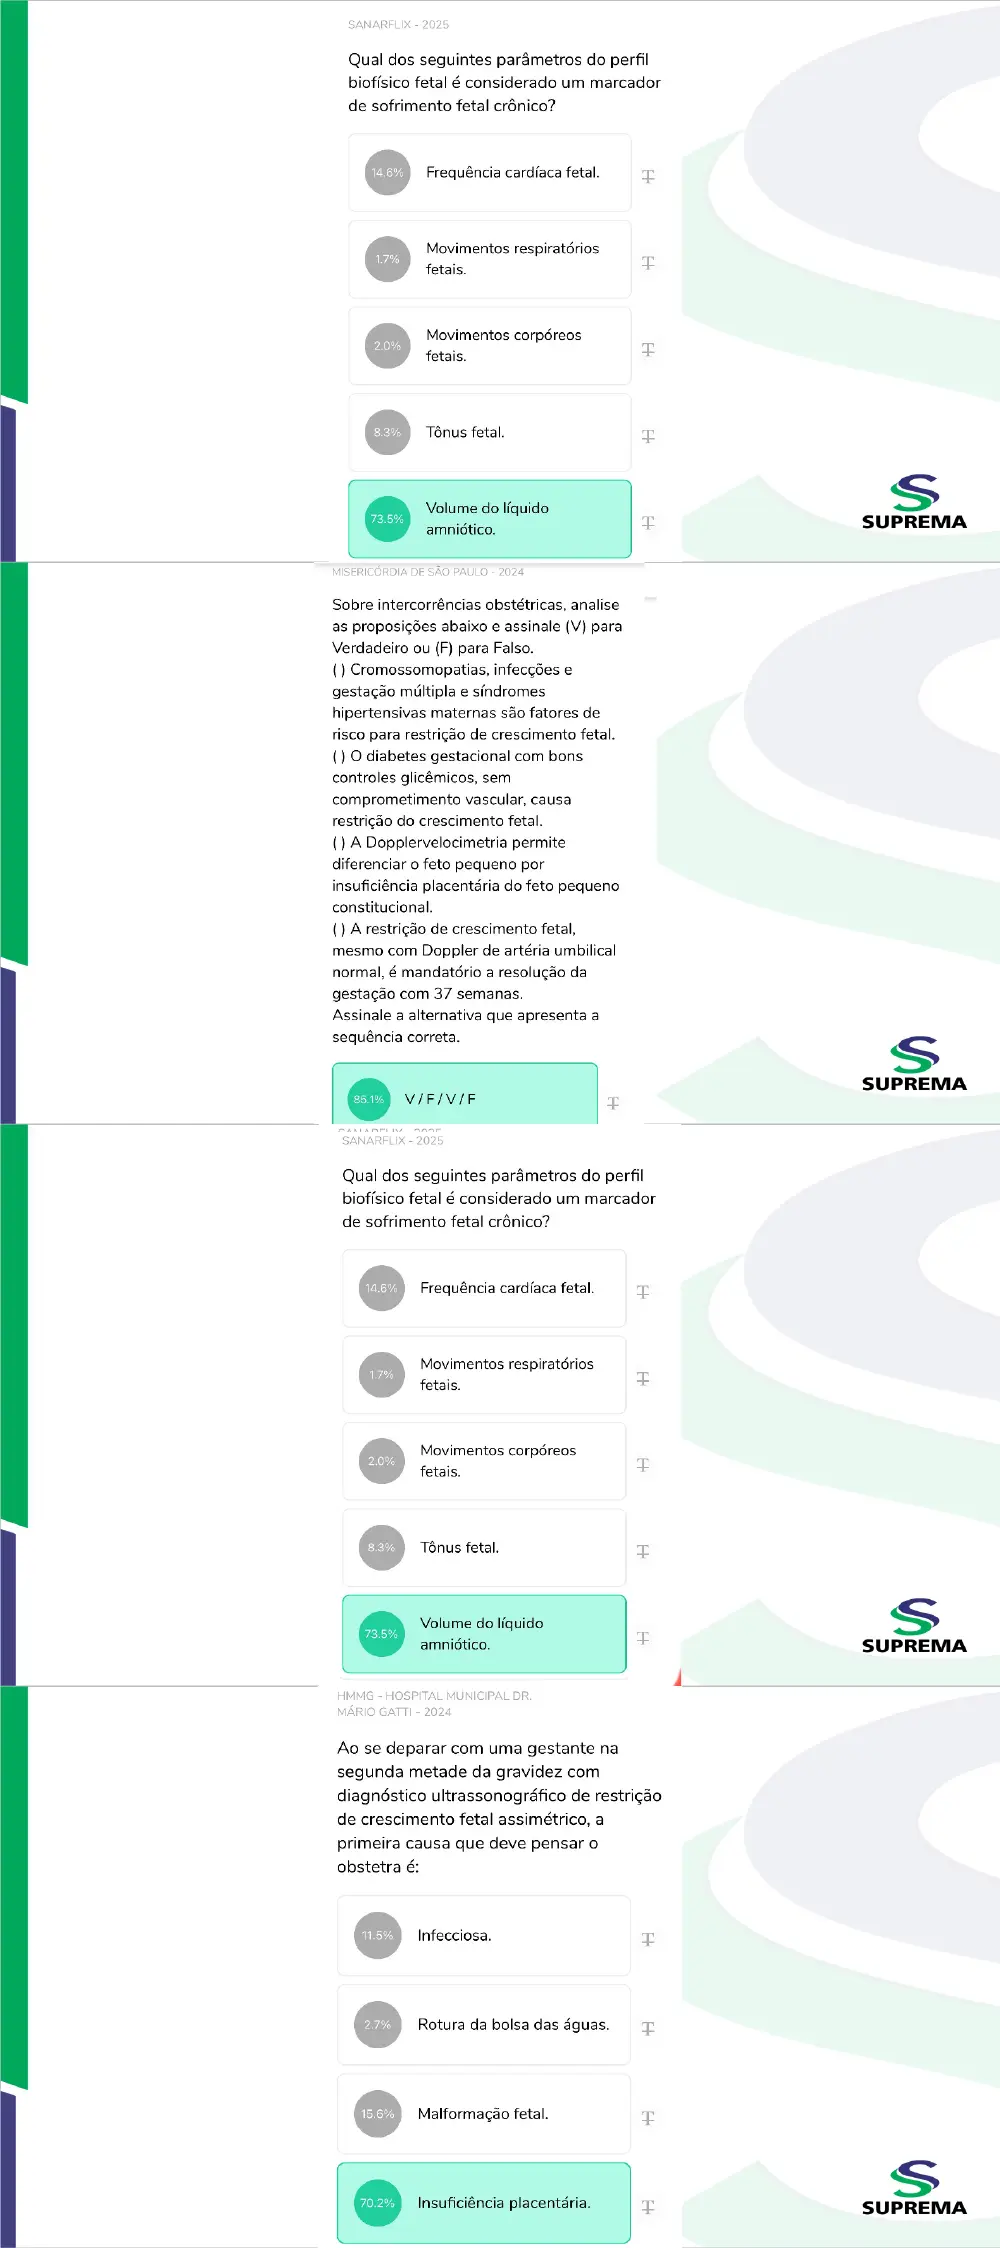 SANARFLIX - 2025
Qual dos seguintes parâmetros do perfil
biofísico fetal é considerado um marcador
de sofrimento fetal crônico?
14.6% Frequência cardíaca fetal.
1.7% Movimentos respiratórios
fetais.
2.0% Movimentos corpóreos
fetais.
8.3% Tônus fetal.
73.5% Volume do líquido
amniótico.
SUPREMA
MISERICÓRDIA DE SÃO PAULO - 2024
Sobre intercorrências obstétricas, analise
as proposições abaixo e assinale (V) para
Verdadeiro ou (F) para Falso.
( ) Cromossomopatias, infecções e
gestação múltipla e síndromes
hipertensivas maternas são fatores de
risco para restrição de crescimento fetal.
( ) O diabetes gestacional com bons
controles glicêmicos, sem
comprometimento vascular, causa
restrição do crescimento fetal.
( ) A Dopplervelocimetria permite
diferenciar o feto pequeno por
insuficiência placentária do feto pequeno
constitucional.
( ) A restrição de crescimento fetal,
mesmo com Doppler de artéria umbilical
normal, é mandatório a resolução da
gestação com 37 semanas.
Assinale a alternativa que apresenta a
sequência correta.
86.1% V / F / V / F
SUPREMA
SANARFLIX - 2025
SANARFLIX - 2025
Qual dos seguintes parâmetros do perfil
biofísico fetal é considerado um marcador
de sofrimento fetal crônico?
14.6% Frequência cardíaca fetal.
1.7% Movimentos respiratórios
fetais.
2.0% Movimentos corpóreos
fetais.
8.3% Tônus fetal.
73.5% Volume do líquido
amniótico.
SUPREMA
HMMG - HOSPITAL MUNICIPAL DR.
MÁRIO GATTI - 2024
Ao se deparar com uma gestante na
segunda metade da gravidez com
diagnóstico ultrassonográfico de restrição
de crescimento fetal assimétrico, a
primeira causa que deve pensar o
obstetra é:
11.5% Infecciosa.
2.7% Rotura da bolsa das águas.
15.6% Malformação fetal.
70.2% Insuficiência placentária.
SUPREMA